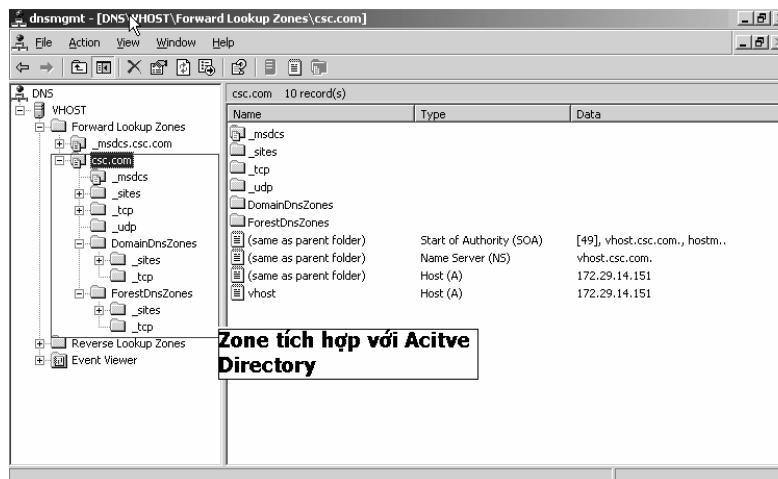 dnsmgmt - [DNS\VHOST\Forward Lookup Zones\csc.com]
File Action View Window Help
DNS
VHOST
Forward Lookup Zones
_msdcs.csc.com
csc.com
_msdcs
_sites
_tcp
_udp
DomainDnsZones
_sites
_tcp
ForestDnsZones
_sites
_tcp
Reverse Lookup Zones
Event Viewer
csc.com 10 record(s)
Name Type Data
_msdcs
_sites
_tcp
_udp
DomainDnsZones
ForestDnsZones
(same as parent folder) Start of Authority (SOA) [49], vhost.csc.com., hostm..
(same as parent folder) Name Server (NS) vhost.csc.com.
(same as parent folder) Host (A) 172.29.14.151
vhost Host (A) 172.29.14.151
Zone tích hợp với Acitve
Directory